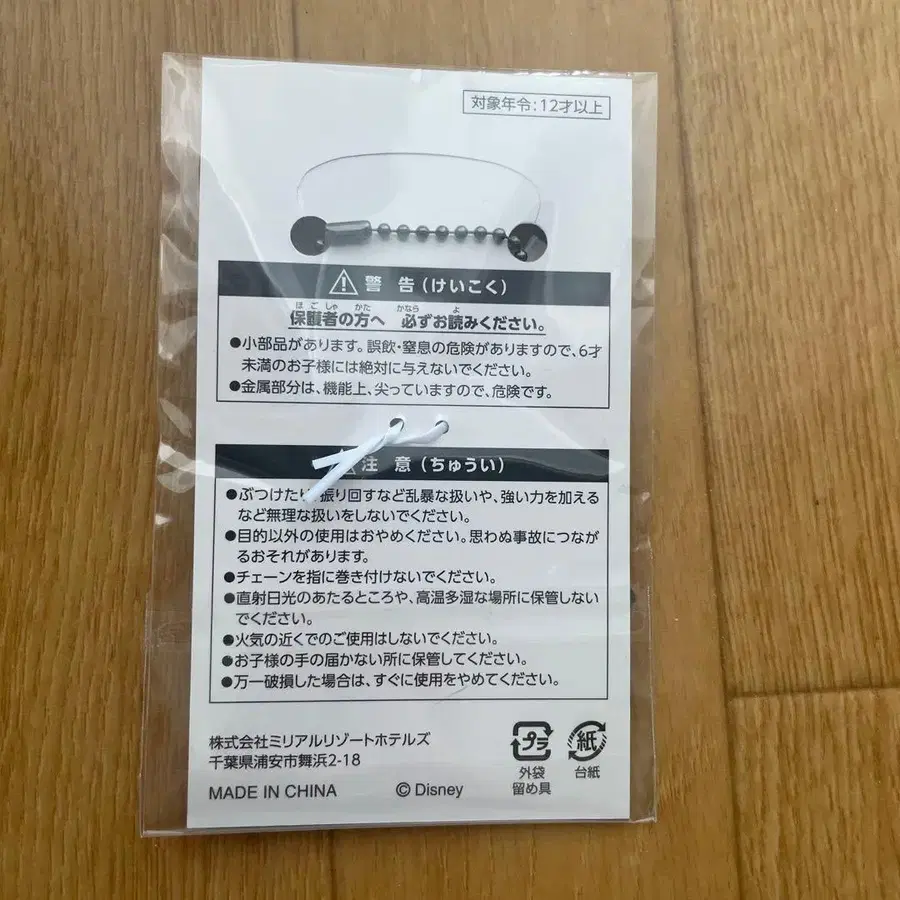 対象年令:12才以上
警 告(けいこく)
ほごしゃ かた かなら よ
保護者の方へ 必ずお読みください。
●小部品があります。誤飲・窒息の危険がありますので、6才
未満のお子様には絶対に与えないでください。
●金属部分は、機能上、尖っていますので、危険です。
注 意(ちゅうい)
●ぶつけたり 振り回すなど乱暴な扱いや、強い力を加える
など無理な扱いをしないでください。
●目的以外の使用はおやめください。思わぬ事故につなが
るおそれがあります。
●チェーンを指に巻き付けないでください。
●直射日光のあたるところや、高温多湿な場所に保管しない
でください。
●火気の近くでのご使用はしないでください。
●お子様の手の届かない所に保管してください。
●万一破損した場合は、すぐに使用をやめてください。
株式会社ミリアルリゾートホテルズ
千葉県浦安市舞浜2-18
MADE IN CHINA © Disney
プラ
外袋
留め具
紙
台紙